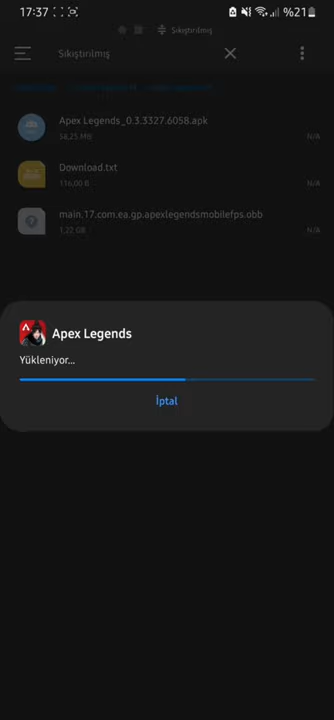 17:37
%21
Sıkıştırılmış
Sıkıştırılmış
Apex Legends_0.3.3327.6058.apk
58,25 MB
N/A
Download.txt
116,00 B
N/A
main.17.com.ea.gp.apexlegendsmobilefps.obb
1,22 GB
N/A
Apex Legends
Yükleniyor...
İptal